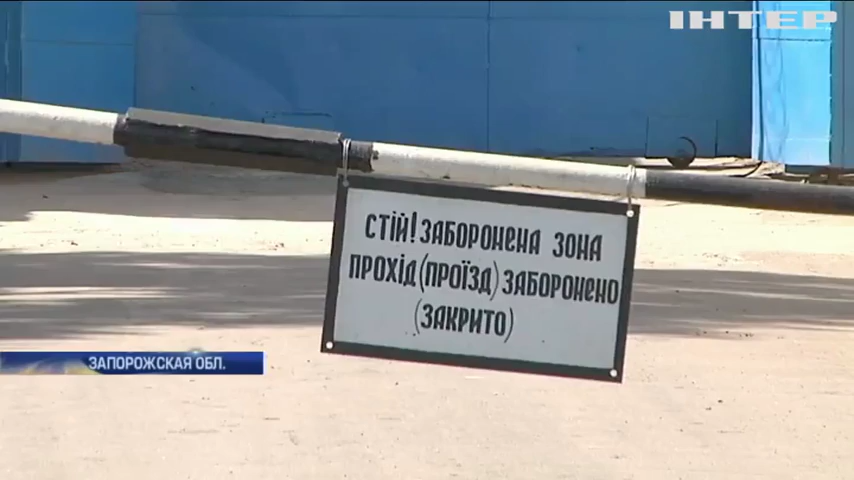 ІНТЕР
СТІЙ! ЗАБОРОНЕНА ЗОНА
ПРОХІД (ПРОЇЗД) ЗАБОРОНЕНО
(ЗАКРИТО)
ЗАПОРОЖСКАЯ ОБЛ.